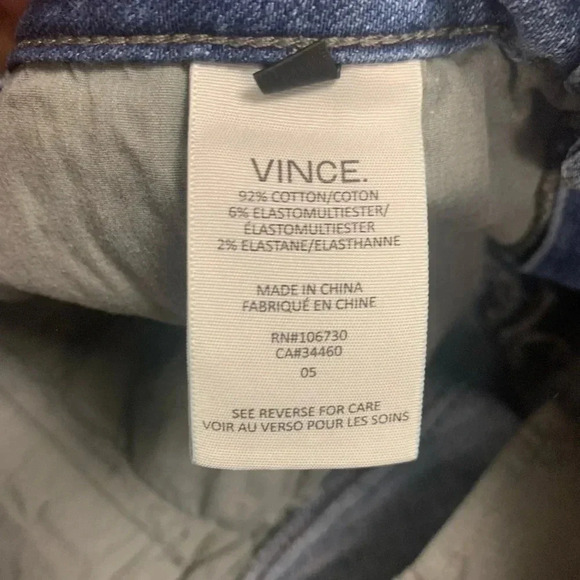 VINCE.
92% COTTON/COTON
6% ELASTOMULTIESTER/
ÉLASTOMULTIESTER
2% ELASTANE/ÉLASTHANNE
MADE IN CHINA
FABRIQUÉ EN CHINE
RN#106730
CA#34460
05
SEE REVERSE FOR CARE
VOIR AU VERSO POUR LES SOINS